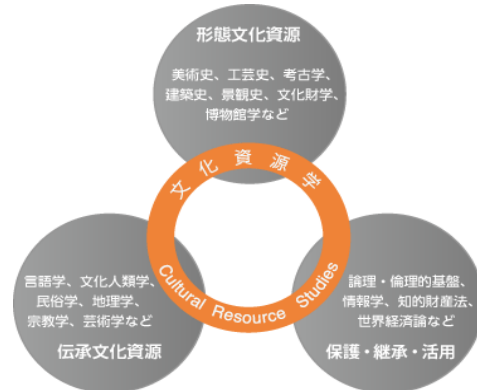 形態文化資源
美術史、工芸史、考古学、
建築史、景観史、文化財学、
博物館学など
文化資源学
Cultural Resource Studies
言語学、文化人類学、
民俗学、地理学、
宗教学、芸術学など
伝承文化資源
論理・倫理的基盤、
情報学、知的財産法、
世界経済論など
保護・継承・活用